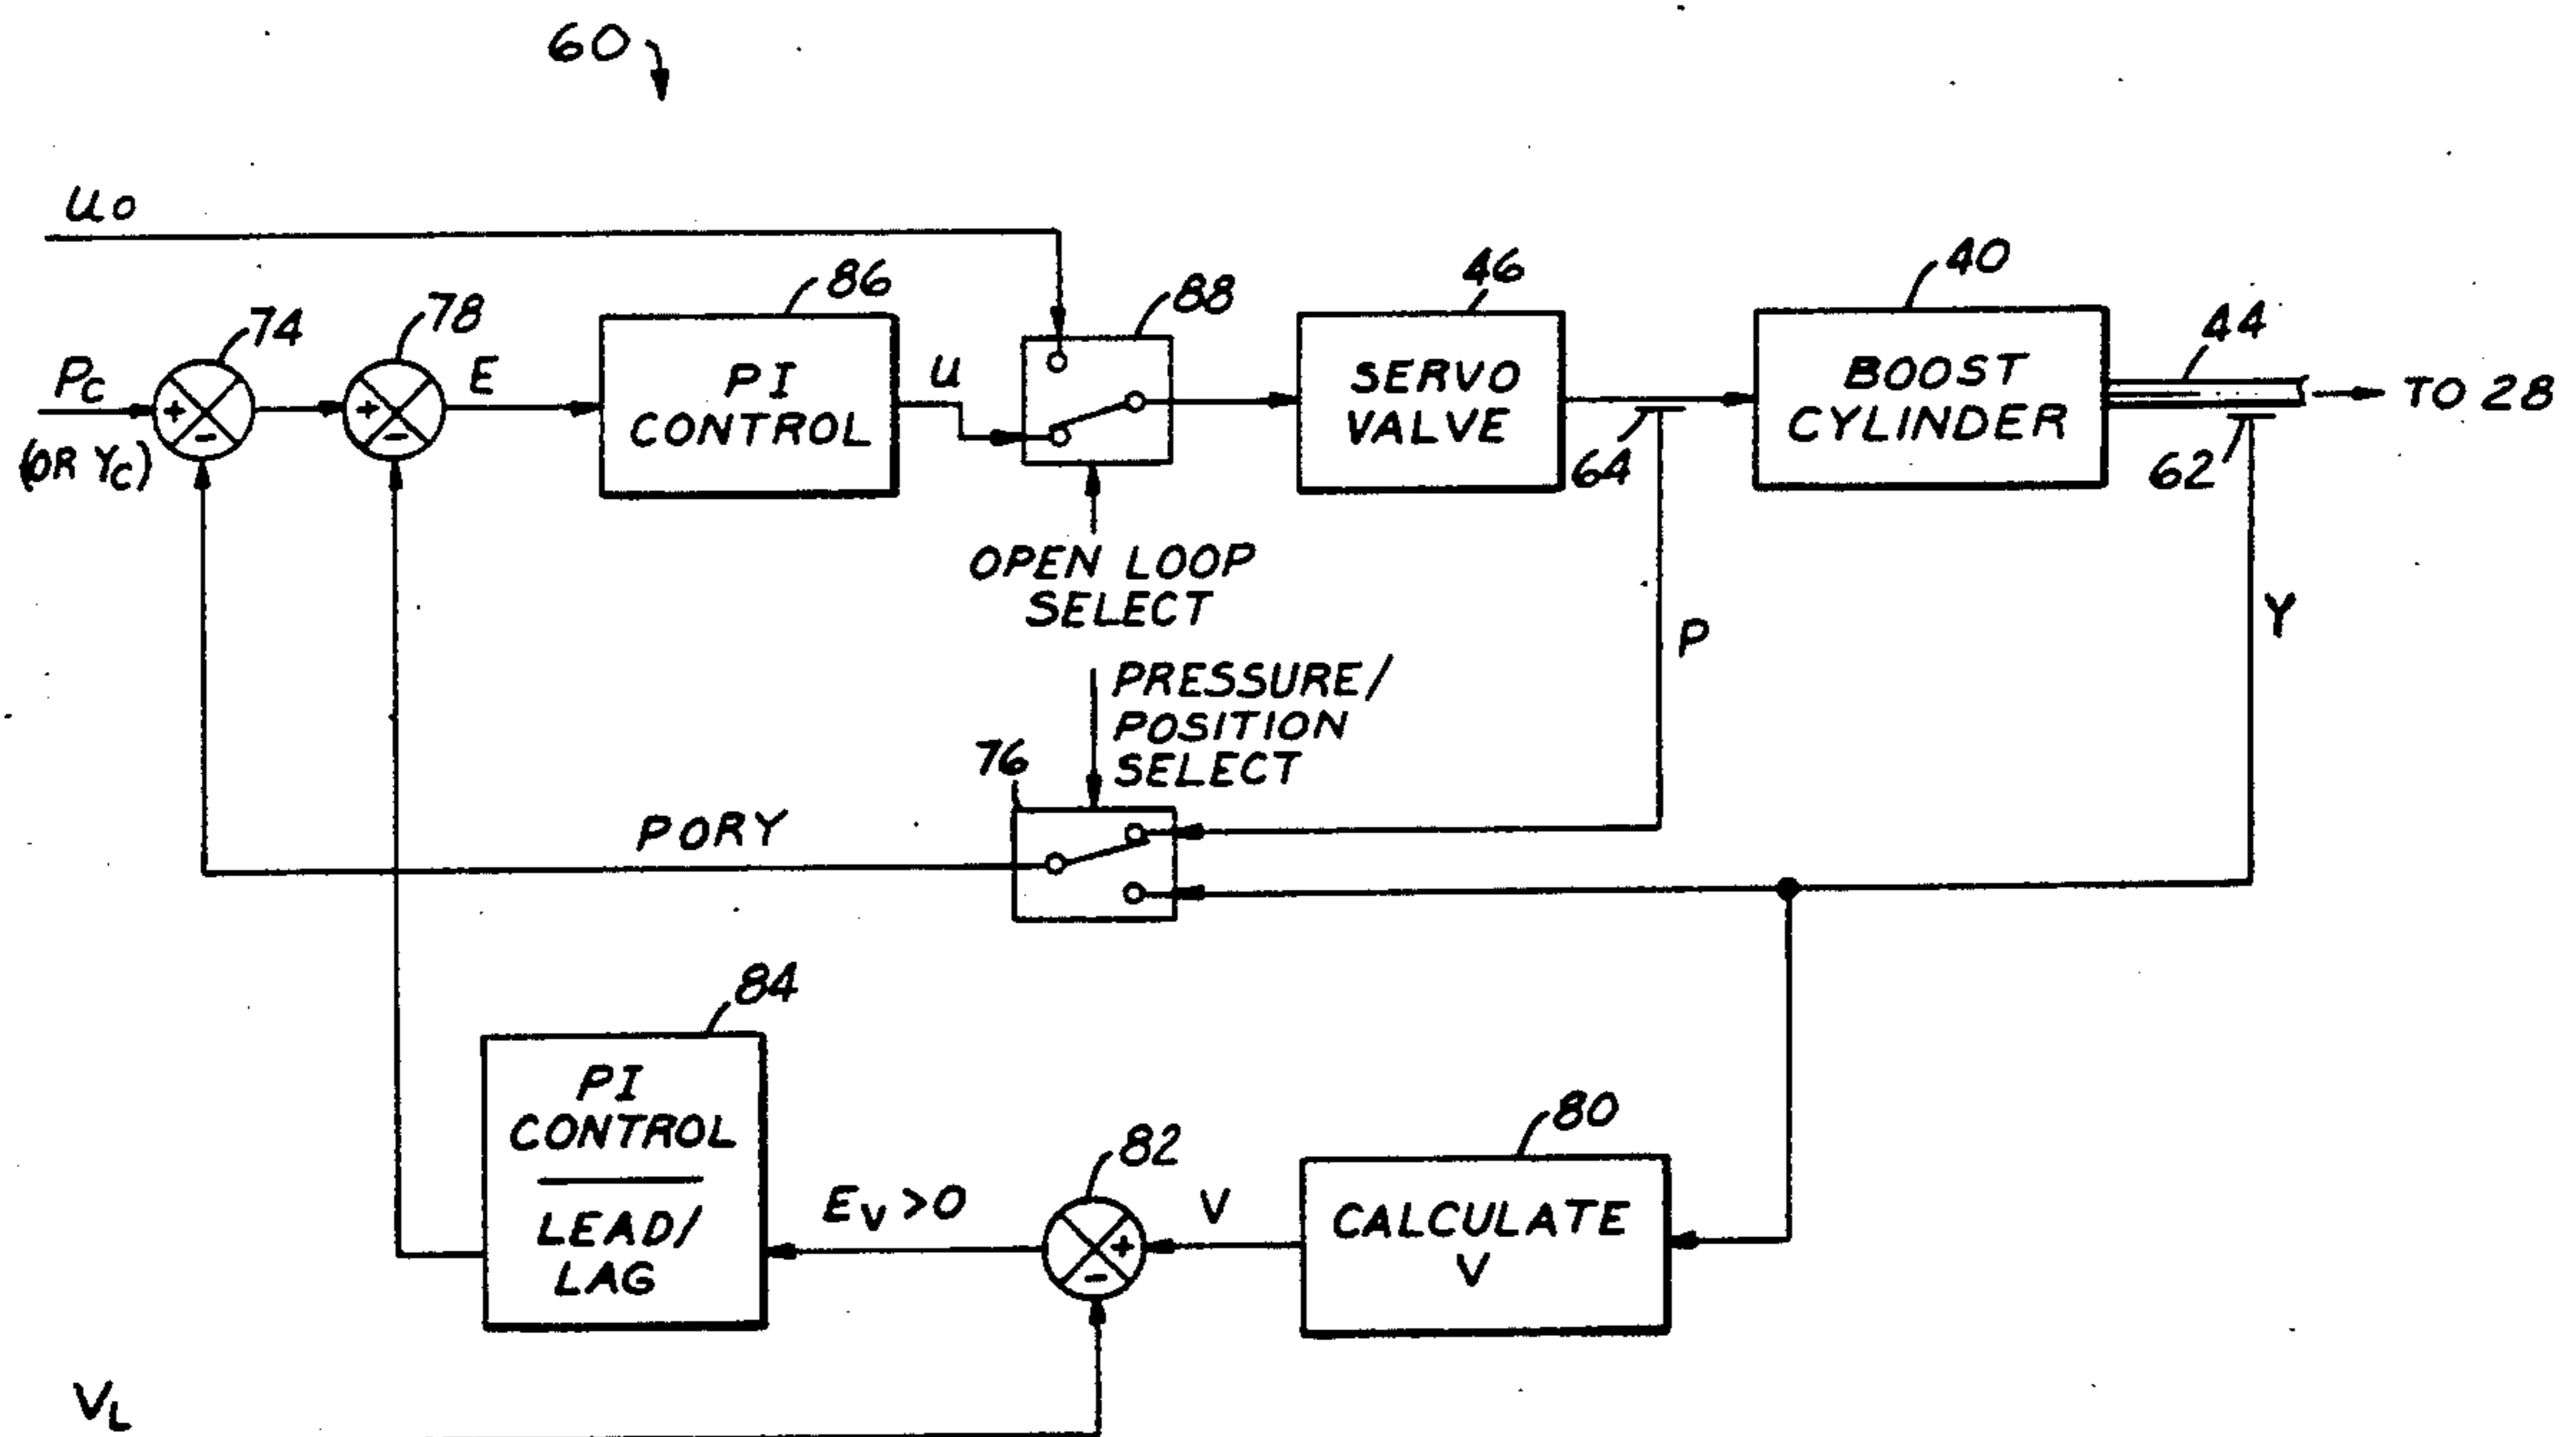 60
u0
74
78
86
88
46
40
44
PC
(OR YC)
+
-
+
-
E
PI
CONTROL
u
SERVO
VALVE
BOOST
CYLINDER
TO 28
64
62
OPEN LOOP
SELECT
P
Y
PRESSURE/
POSITION
SELECT
76
PORY
84
PI
CONTROL
LEAD/
LAG
EV>0
82
+
-
V
80
CALCULATE
V
VL